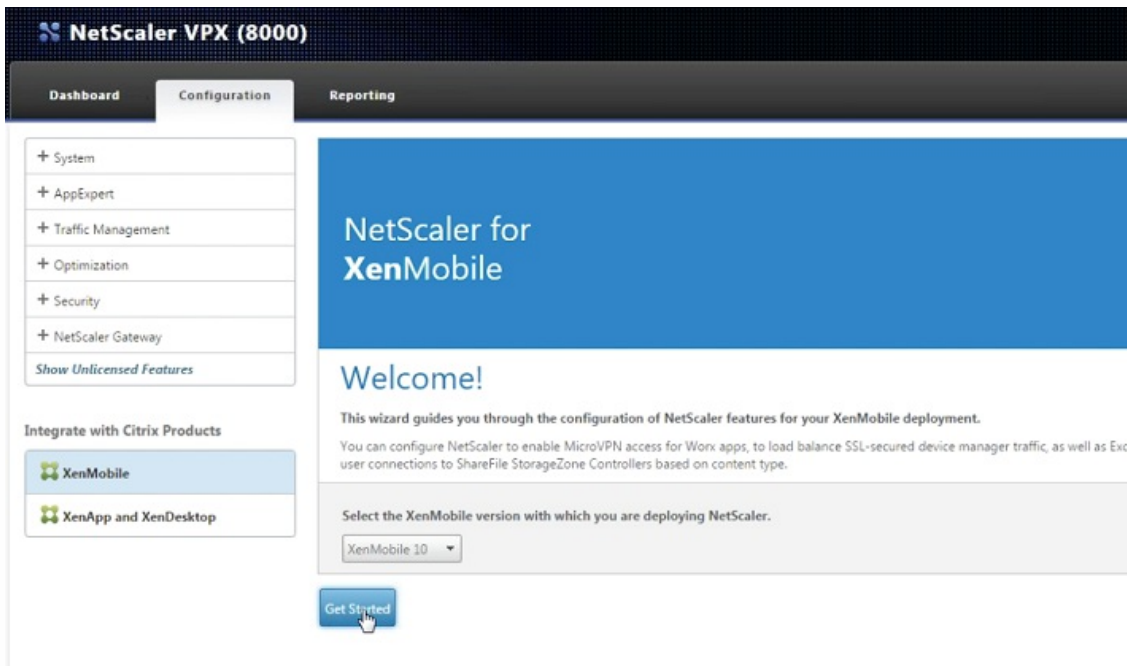 NetScaler VPX (8000)
Dashboard Configuration Reporting
+ System
+ AppExpert
+ Traffic Management
+ Optimization
+ Security
+ NetScaler Gateway
Show Unlicensed Features
Integrate with Citrix Products
XenMobile
XenApp and XenDesktop
NetScaler for
XenMobile
Welcome!
This wizard guides you through the configuration of NetScaler features for your XenMobile deployment.
You can configure NetScaler to enable MicroVPN access for Worx apps, to load balance SSL-secured device manager traffic, as well as Exc
user connections to ShareFile StorageZone Controllers based on content type.
Select the XenMobile version with which you are deploying NetScaler.
XenMobile 10
Get Started